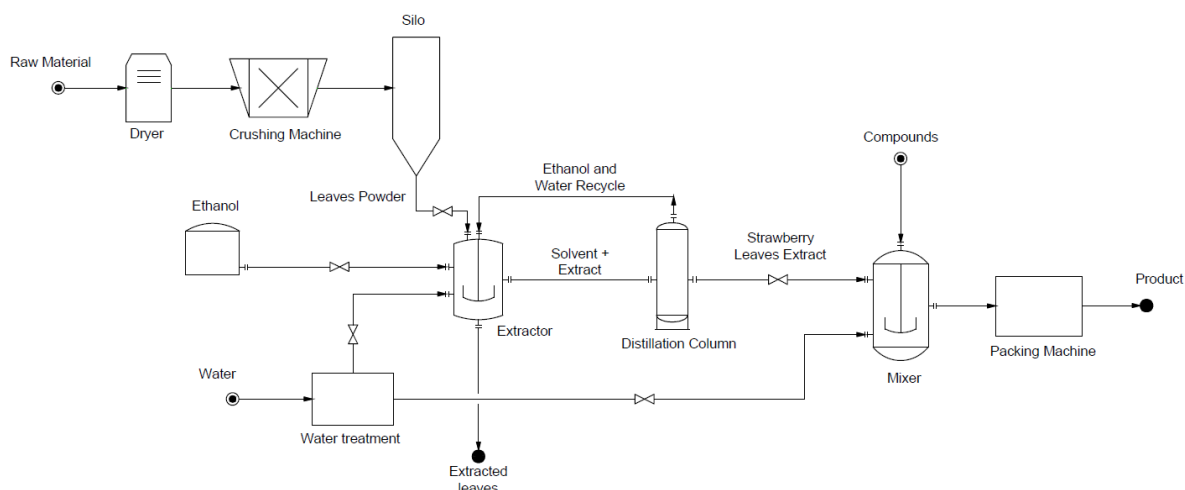 Silo
Raw Material
Dryer
Crushing Machine
Compounds
Ethanol and
Water Recycle
Leaves Powder
Ethanol
Solvent +
Extract
Strawberry
Leaves Extract
Product
Extractor
Distillation Column
Packing Machine
Mixer
Water
Water treatment
Extracted
leaves